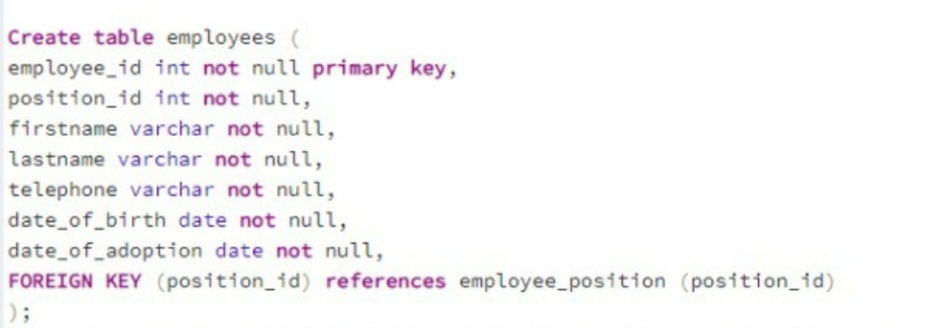 Create table employees (
employee_id int not null primary key,
position_id int not null,
firstname varchar not null,
lastname varchar not null,
telephone varchar not null,
date_of_birth date not null,
date_of_adoption date not null,
FOREIGN KEY (position_id) references employee_position (position_id)
);